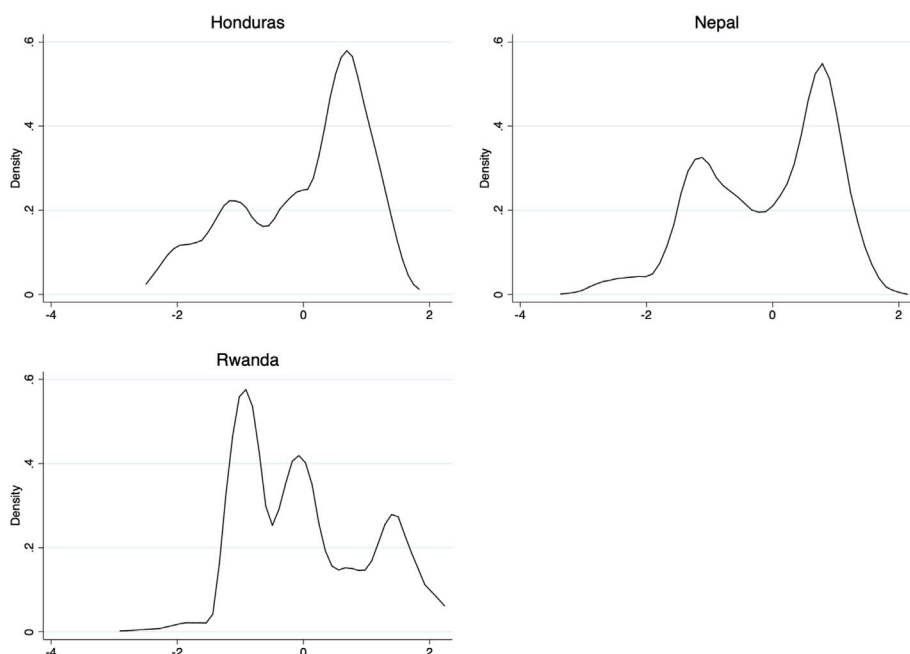 Honduras
Density
0 .2 .4 .6
-4 -2 0 2
Nepal
Density
0 .2 .4 .6
-4 -2 0 2
Rwanda
Density
0 .2 .4 .6
-4 -2 0 2